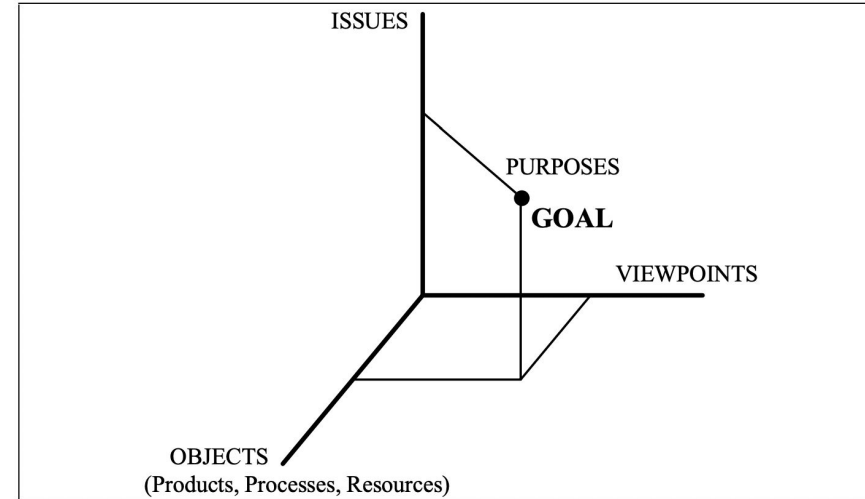 ISSUES
PURPOSES
GOAL
VIEWPOINTS
OBJECTS
(Products, Processes, Resources)